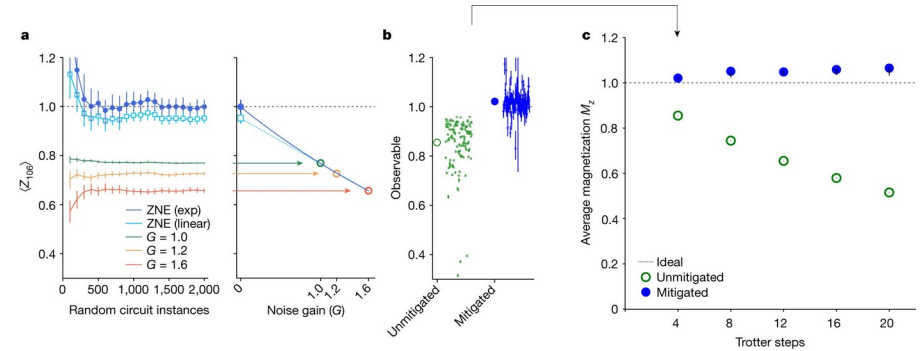 a
b
c
1.2
1.0
0.8
0.6
0.4
⟨Z106⟩
ZNE (exp)
ZNE (linear)
G = 1.0
G = 1.2
G = 1.6
0
500
1,000
1,500
2,000
Random circuit instances
0
1.0
1.2
1.6
Noise gain (G)
1.2
1.0
0.8
0.6
0.4
Observable
Unmitigated
Mitigated
1.2
1.0
0.8
0.6
0.4
0.2
0
Average magnetization Mz
Ideal
Unmitigated
Mitigated
4
8
12
16
20
Trotter steps